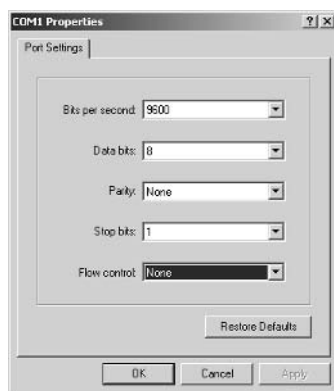 COM1 Properties
Port Settings
Bits per second: 9600
Data bits: 8
Parity: None
Stop bits: 1
Flow control: None
Restore Defaults
OK Cancel Apply